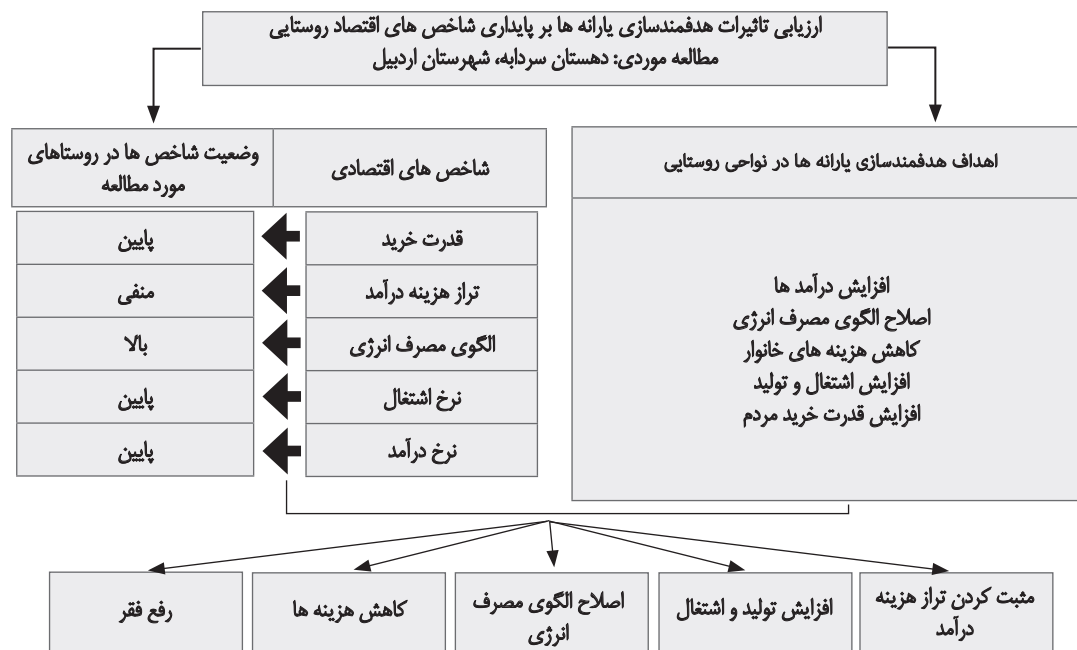 ارزیابی تاثیرات هدفمندسازی یارانه ها بر پایداری شاخص های اقتصاد روستایی
مطالعه موردی: دهستان سردابه، شهرستان اردبیل
اهداف هدفمندسازی یارانه ها در نواحی روستایی
افزایش درآمد ها
اصلاح الگوی مصرف انرژی
کاهش هزینه های خانوار
افزایش اشتغال و تولید
افزایش قدرت خرید مردم
شاخص های اقتصادی
وضعیت شاخص ها در روستاهای
مورد مطالعه
قدرت خرید
پایین
تراز هزینه درآمد
منفی
الگوی مصرف انرژی
بالا
نرخ اشتغال
پایین
نرخ درآمد
پایین
مثبت کردن تراز هزینه
درآمد
افزایش تولید و اشتغال
اصلاح الگوی مصرف
انرژی
کاهش هزینه ها
رفع فقر